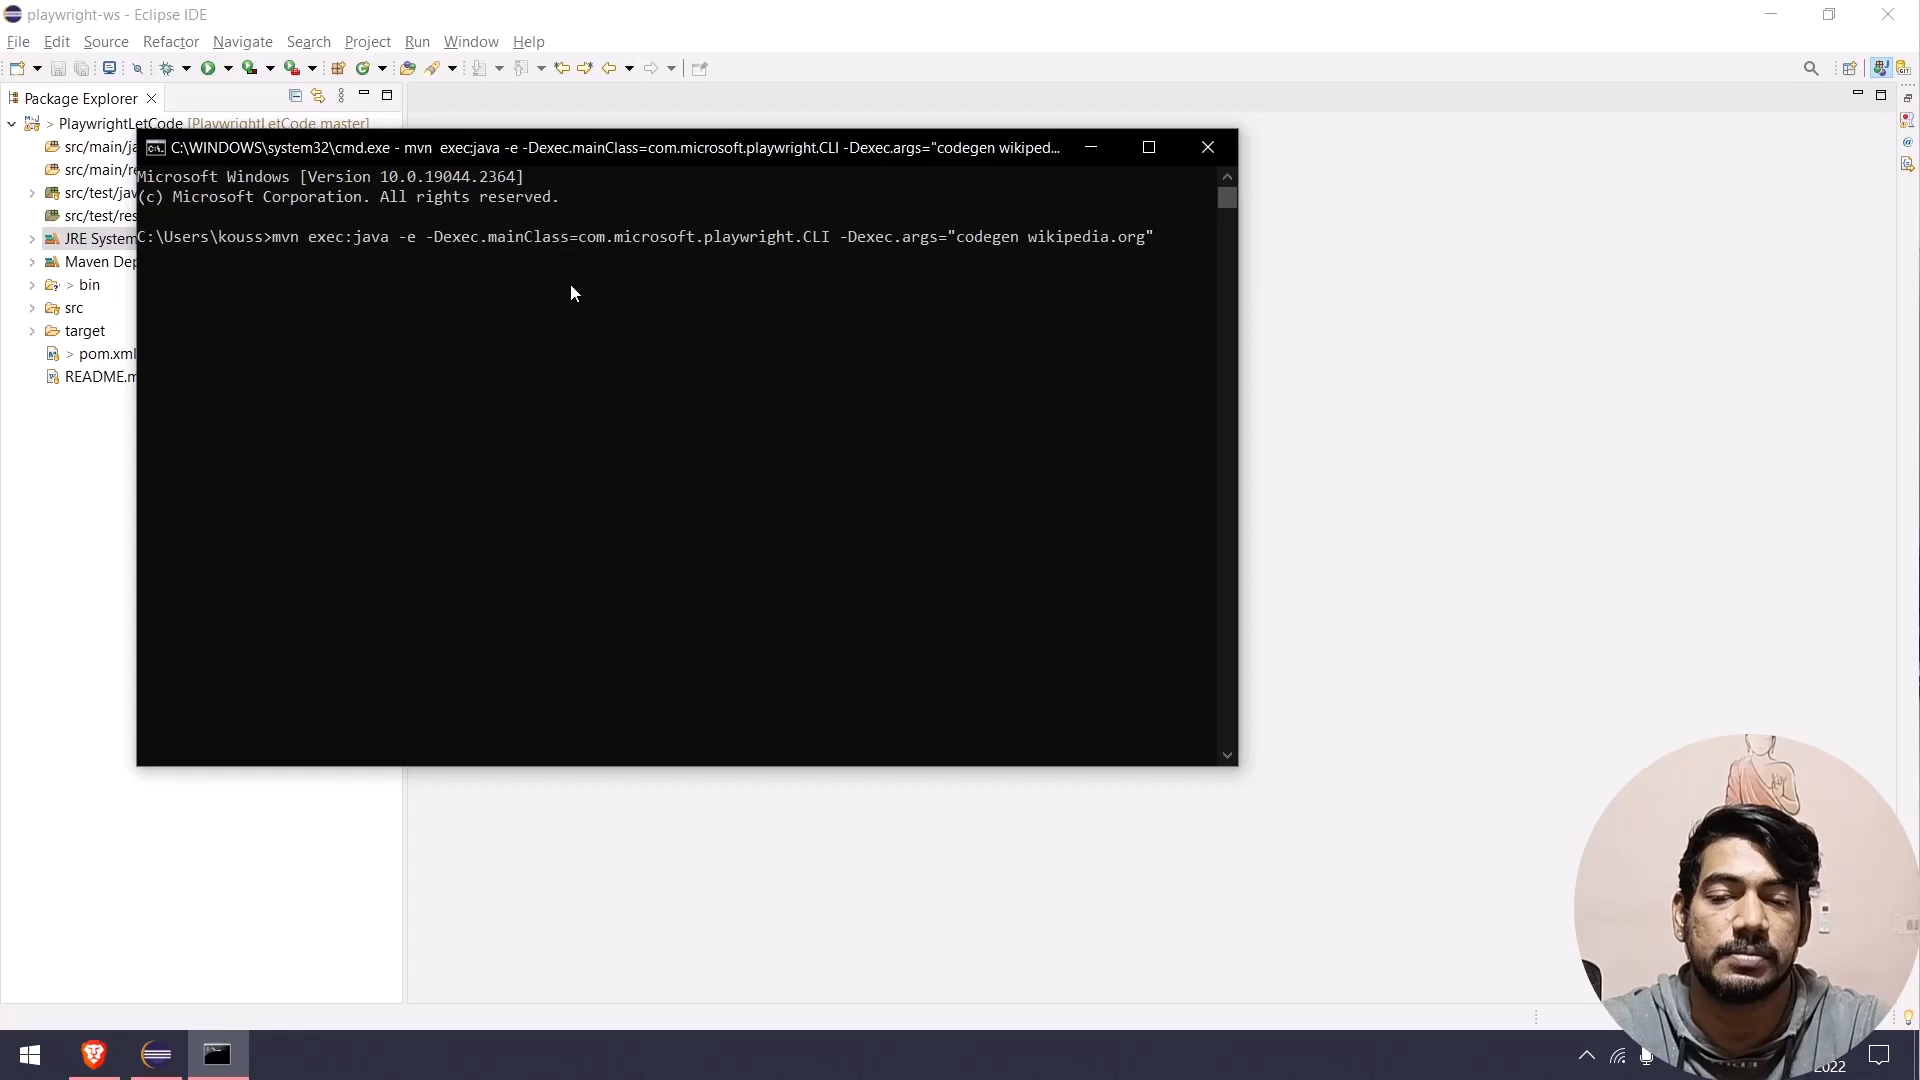 playwright-ws - Eclipse IDE
File Edit Source Refactor Navigate Search Project Run Window Help
Package Explorer
> PlaywrightLetCode [PlaywrightLetCode master]
src/main/ja
src/main/re
src/test/jav
src/test/res
JRE System
Maven Dep
> bin
src
target
> pom.xml
README.m
C:\WINDOWS\system32\cmd.exe - mvn exec:java -e -Dexec.mainClass=com.microsoft.playwright.CLI -Dexec.args="codegen wikiped...
Microsoft Windows [Version 10.0.19044.2364]
(c) Microsoft Corporation. All rights reserved.
C:\Users\kouss>mvn exec:java -e -Dexec.mainClass=com.microsoft.playwright.CLI -Dexec.args="codegen wikipedia.org"
2022